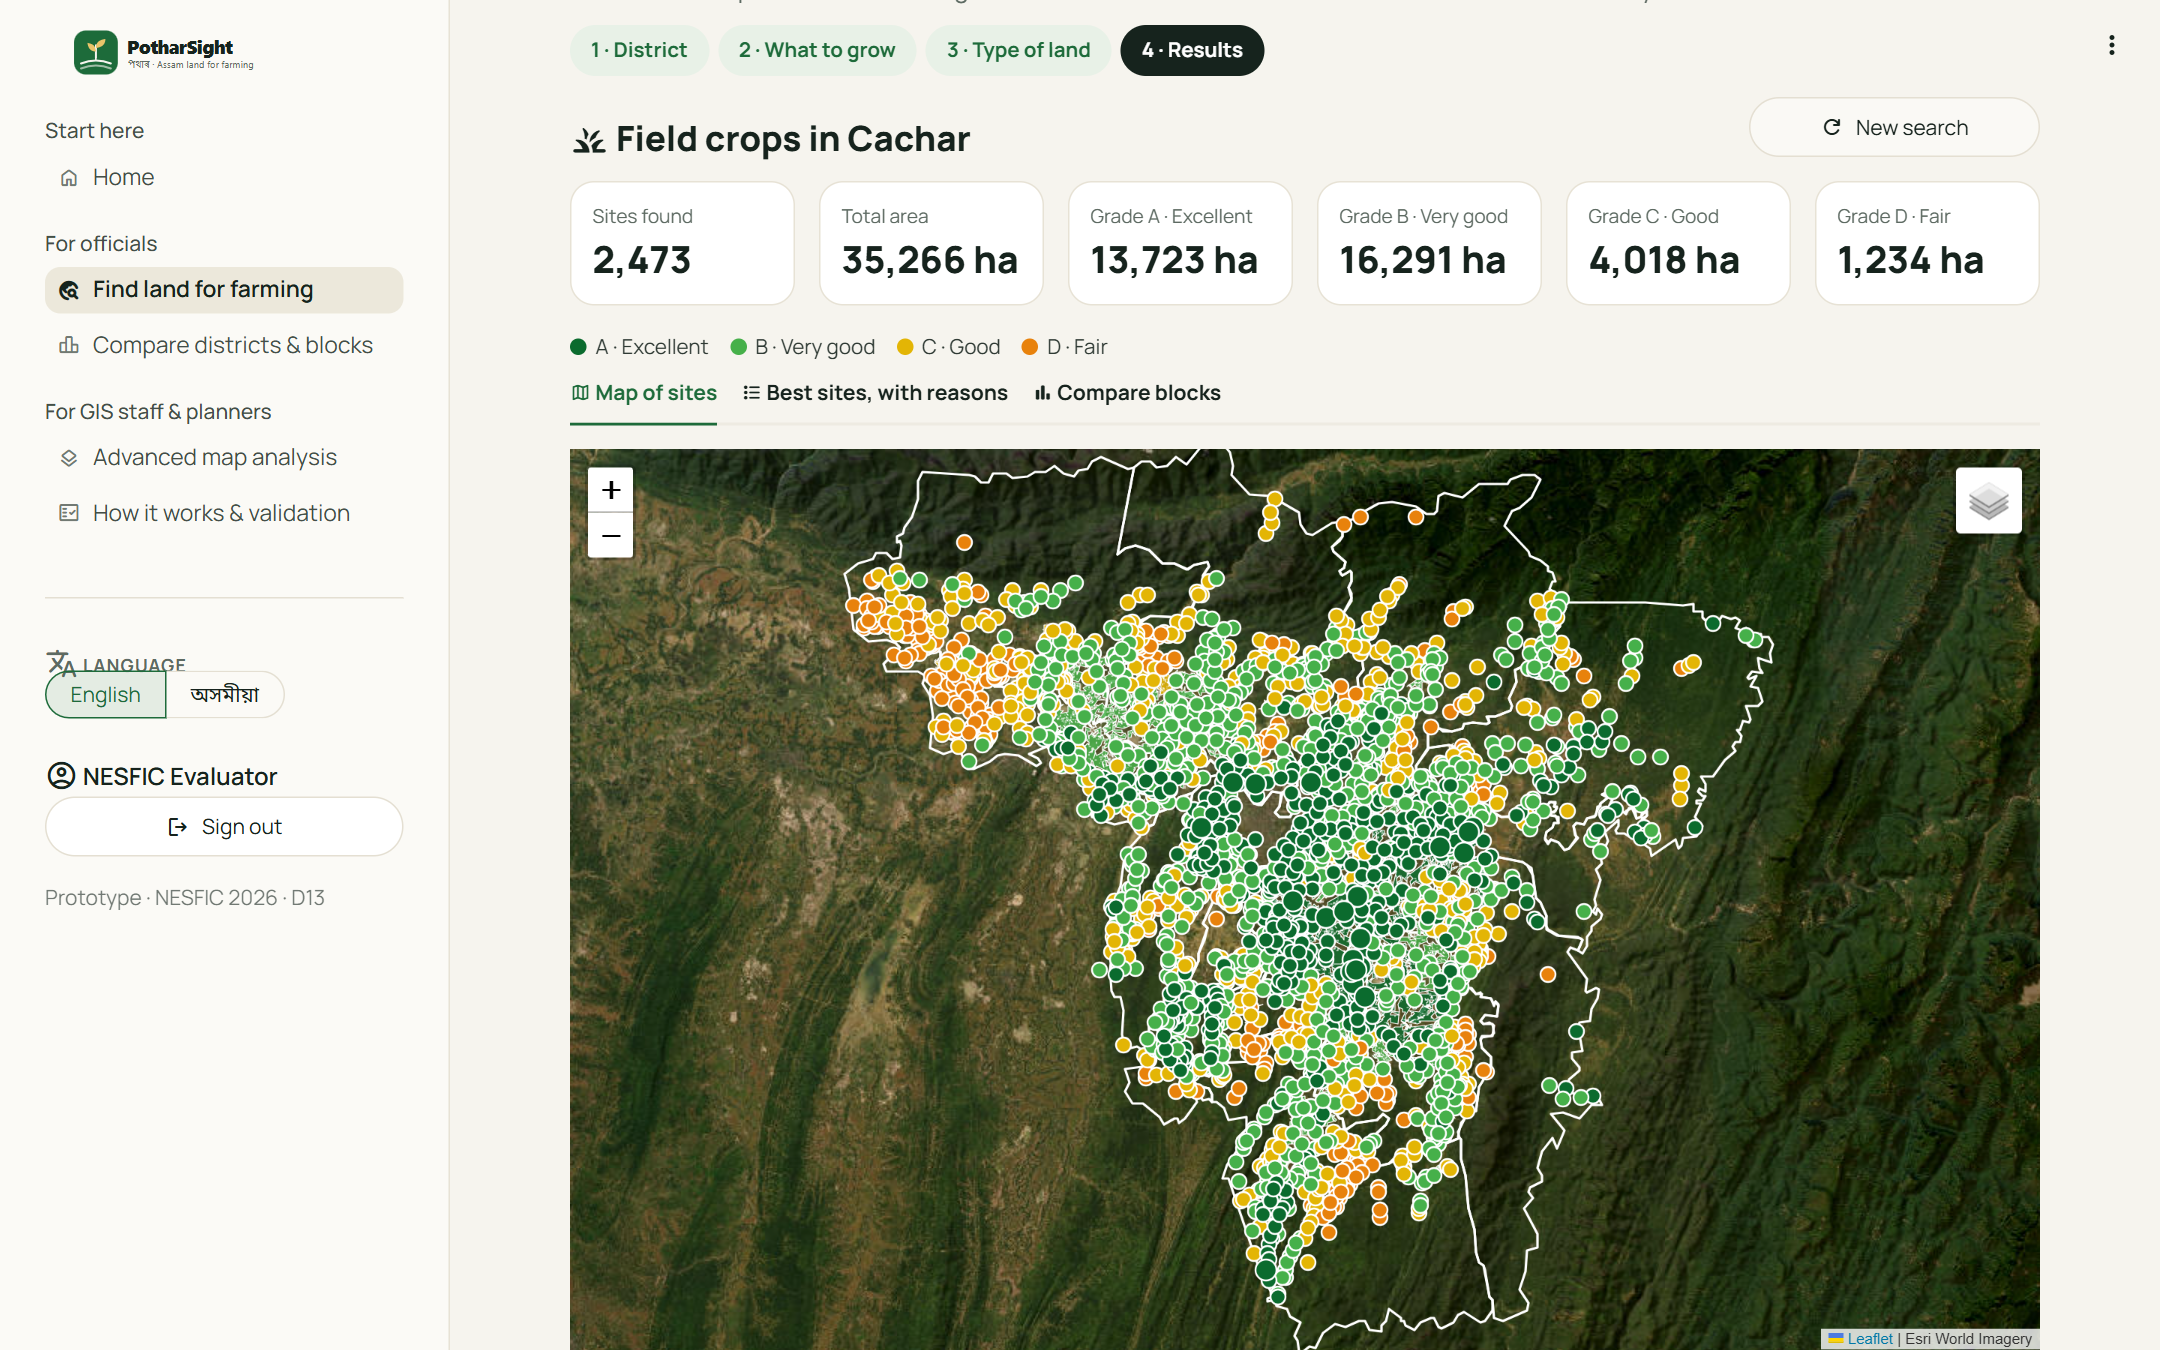 PotharSight
পথাৰ · Assam land for farming
Start here
Home
For officials
Find land for farming
Compare districts & blocks
For GIS staff & planners
Advanced map analysis
How it works & validation
LANGUAGE
English
অসমীয়া
NESFIC Evaluator
Sign out
Prototype · NESFIC 2026 · D13
1 · District
2 · What to grow
3 · Type of land
4 · Results
Field crops in Cachar
New search
Sites found
2,473
Total area
35,266 ha
Grade A · Excellent
13,723 ha
Grade B · Very good
16,291 ha
Grade C · Good
4,018 ha
Grade D · Fair
1,234 ha
A · Excellent
B · Very good
C · Good
D · Fair
Map of sites
Best sites, with reasons
Compare blocks
+
−
Leaflet | Esri World Imagery